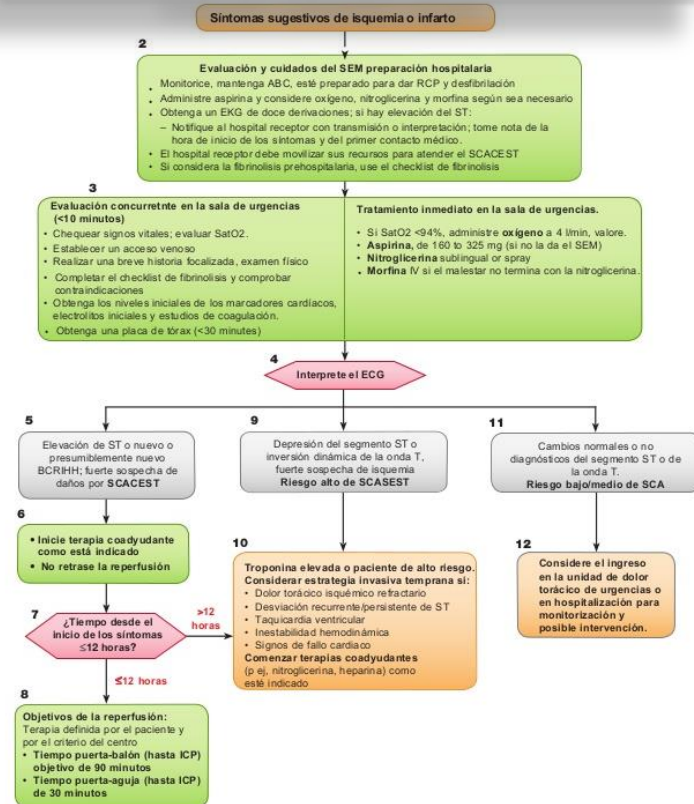 Síntomas sugestivos de isquemia o infarto
2
Evaluación y cuidados del SEM preparación hospitalaria
• Monitorice, mantenga ABC, esté preparado para dar RCP y desfibrilación
• Administre aspirina y considere oxígeno, nitroglicerina y morfina según sea necesario
• Obtenga un EKG de doce derivaciones; si hay elevación del ST:
– Notifique al hospital receptor con transmisión o interpretación; tome nota de la
hora de inicio de los síntomas y del primer contacto médico.
• El hospital receptor debe movilizar sus recursos para atender el SCACEST
• Si considera la fibrinolisis prehospitalaria, use el checklist de fibrinolisis
3
Evaluación concurretnte en la sala de urgencias
(<10 minutos)
• Chequear signos vitales; evaluar SatO2.
• Establecer un acceso venoso
• Realizar una breve historia focalizada, examen físico
• Completar el checklist de fibrinolisis y comprobar
contraindicaciones
• Obtenga los niveles iniciales de los marcadores cardíacos,
electrolitos iniciales y estudios de coagulación.
• Obtenga una placa de tórax (<30 minutes)
Tratamiento inmediato en la sala de urgencias.
• Si SatO2 <94%, administre oxígeno a 4 l/min, valore.
• Aspirina, de 160 to 325 mg (si no la da el SEM)
• Nitroglicerina sublingual or spray
• Morfina IV si el malestar no termina con la nitroglicerina.
4
Interprete el ECG
5
Elevación de ST o nuevo o
presumiblemente nuevo
BCRIHH; fuerte sospecha de
daños por SCACEST
9
Depresión del segmento ST o
inversión dinámica de la onda T,
fuerte sospecha de isquemia
Riesgo alto de SCASEST
11
Cambios normales o no
diagnósticos del segmento ST o de
la onda T.
Riesgo bajo/medio de SCA
6
• Inicie terapia coadyudante
como está indicado
• No retrase la reperfusión
7
¿Tiempo desde el
inicio de los síntomas
≤12 horas?
>12
horas
≤12 horas
8
Objetivos de la reperfusión:
Terapia definida por el paciente y
por el criterio del centro
• Tiempo puerta-balón (hasta ICP)
objetivo de 90 minutos
• Tiempo puerta-aguja (hasta ICP)
de 30 minutos
10
Troponina elevada o paciente de alto riesgo.
Considerar estrategia invasiva temprana si:
• Dolor torácico isquémico refractario
• Desviación recurrente/persistente de ST
• Taquicardia ventricular
• Inestabilidad hemodinámica
• Signos de fallo cardiaco
Comenzar terapias coadyudantes
(p ej, nitroglicerina, heparina) como
esté indicado
12
Considere el ingreso
en la unidad de dolor
torácico de urgencias o
en hospitalización para
monitorización y
posible intervención.